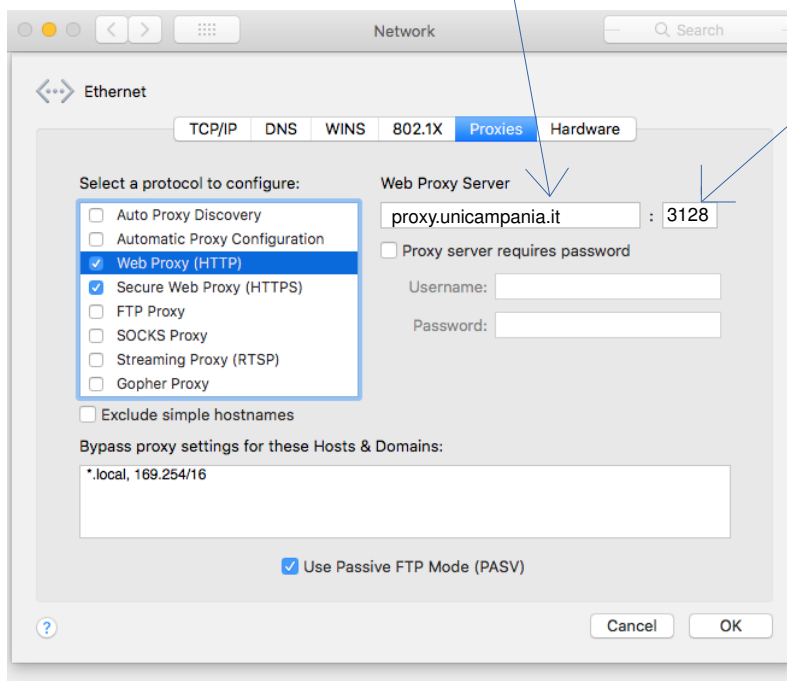 Network
Search
Ethernet
TCP/IP DNS WINS 802.1X Proxies Hardware
Select a protocol to configure:
Auto Proxy Discovery
Automatic Proxy Configuration
Web Proxy (HTTP)
Secure Web Proxy (HTTPS)
FTP Proxy
SOCKS Proxy
Streaming Proxy (RTSP)
Gopher Proxy
Web Proxy Server
proxy.unicampania.it : 3128
Proxy server requires password
Username:
Password:
Exclude simple hostnames
Bypass proxy settings for these Hosts & Domains:
*.local, 169.254/16
Use Passive FTP Mode (PASV)
?
Cancel OK